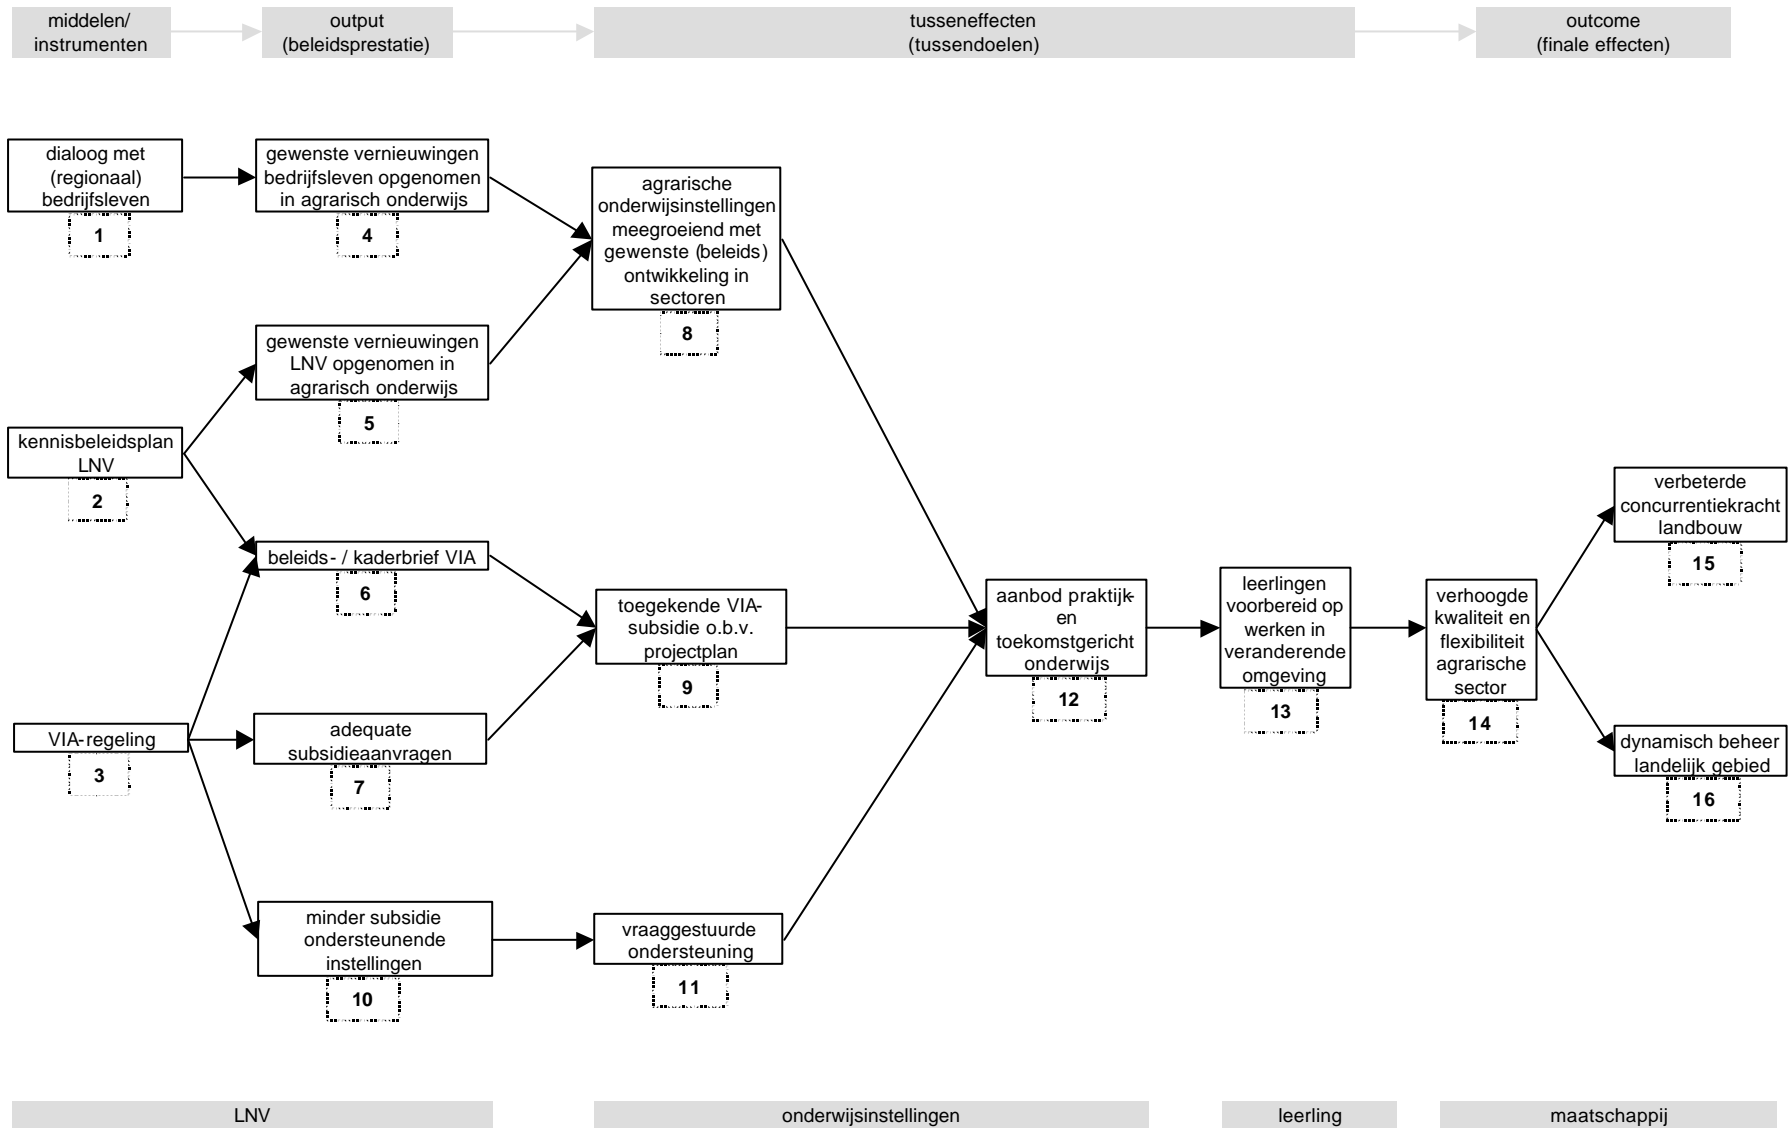 middelen/
instrumenten
output
(beleidsprestatie)
tusseneffecten
(tussendoelen)
outcome
(finale effecten)
dialoog met
(regionaal)
bedrijfsleven
1
gewenste vernieuwingen
bedrijfsleven opgenomen
in agrarisch onderwijs
4
agrarische
onderwijsinstellingen
meegroeiend met
gewenste (beleids)
ontwikkeling in
sectoren
8
gewenste vernieuwingen
LNV opgenomen in
agrarisch onderwijs
5
kennisbeleidsplan
LNV
2
beleids- / kaderbrief VIA
6
toegekende VIA-
subsidie o.b.v.
projectplan
9
aanbod praktijk-
en
toekomstgericht
onderwijs
12
leerlingen
voorbereid op
werken in
veranderende
omgeving
13
verhoogde
kwaliteit en
flexibiliteit
agrarische
sector
14
verbeterde
concurrentiekracht
landbouw
15
VIA-regeling
3
adequate
subsidieaanvragen
7
dynamisch beheer
landelijk gebied
16
minder subsidie
ondersteunende
instellingen
10
vraaggestuurde
ondersteuning
11
LNV
onderwijsinstellingen
leerling
maatschappij